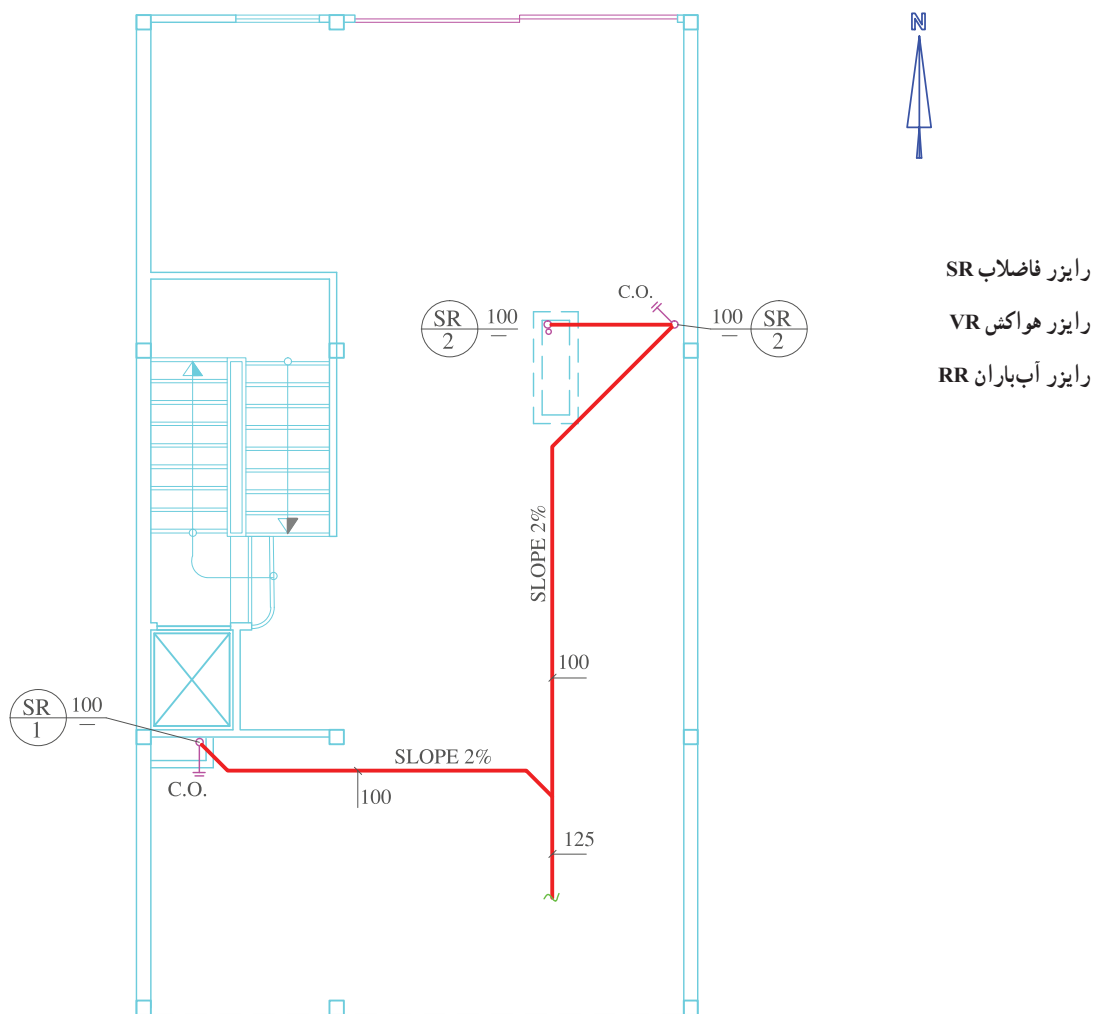 N
رایزر فاضلاب SR
رایزر هواکش VR
رایزر آب‌باران RR
C.O.
SR
2
100
100
SR
2
SLOPE 2%
100
SR
1
100
SLOPE 2%
C.O.
100
125